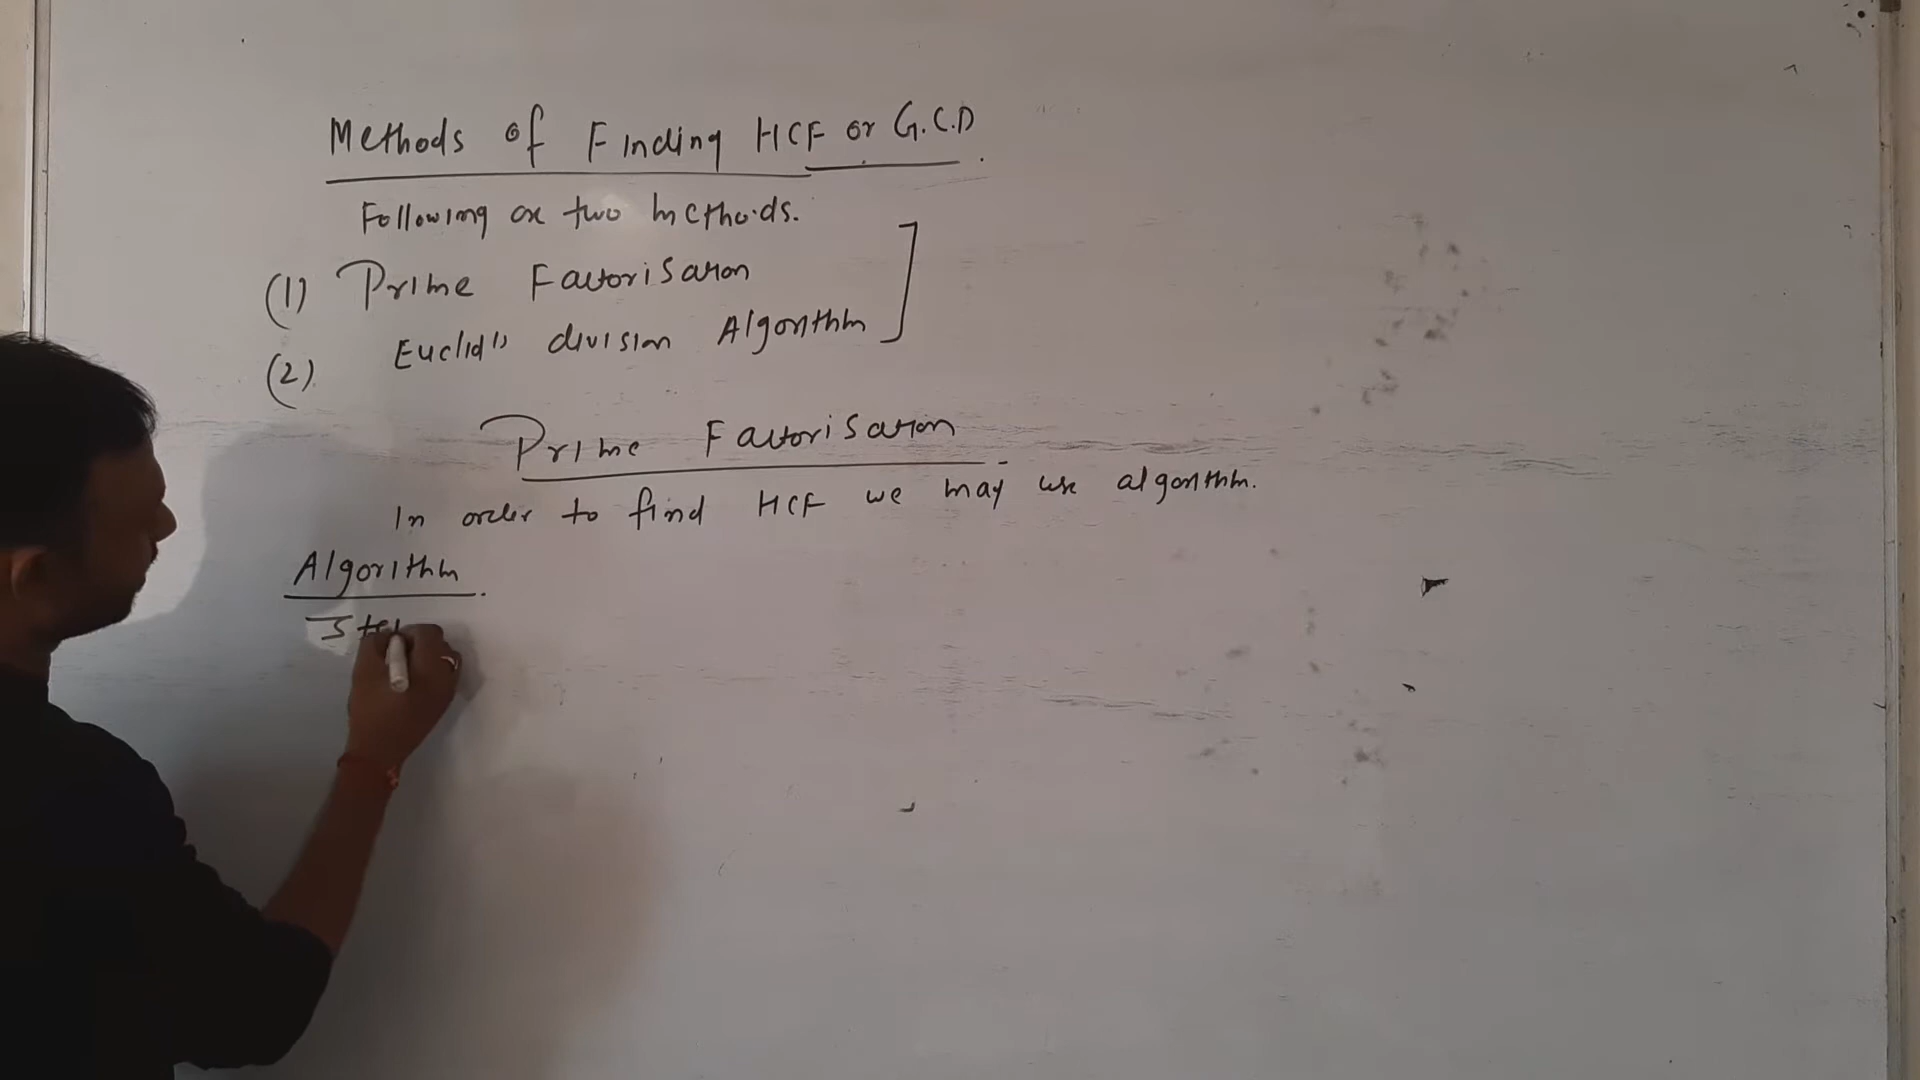 Methods of Finding HCF or G.C.D.
Following are two methods.
(1) Prime Factorisation
(2) Euclid's division Algorithm
Prime Factorisation
In order to find HCF we may use algorithm.
Algorithm
Step